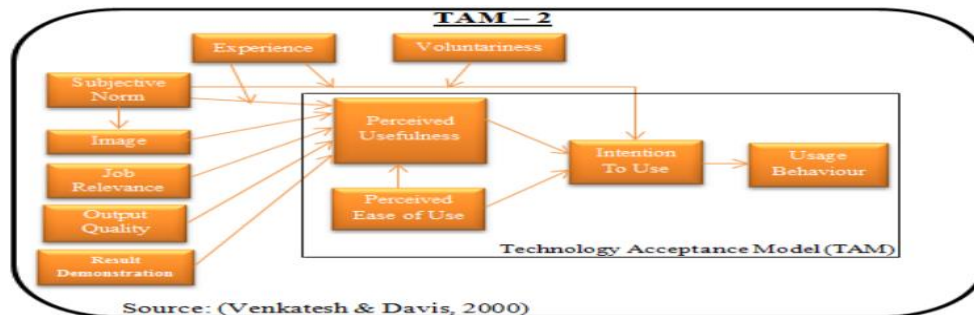 TAM – 2
Experience
Voluntariness
Subjective
Norm
Perceived
Usefulness
Image
Intention
To Use
Usage
Behaviour
Job
Relevance
Perceived
Ease of Use
Output
Quality
Technology Acceptance Model (TAM)
Result
Demonstration
Source: (Venkatesh & Davis, 2000)